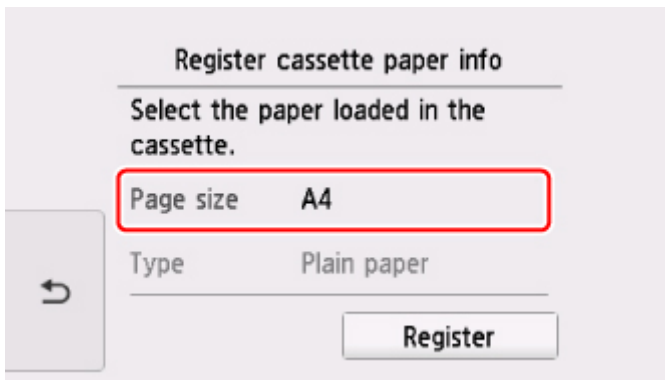 Register cassette paper info
Select the paper loaded in the
cassette.
Page size A4
Type Plain paper
Register